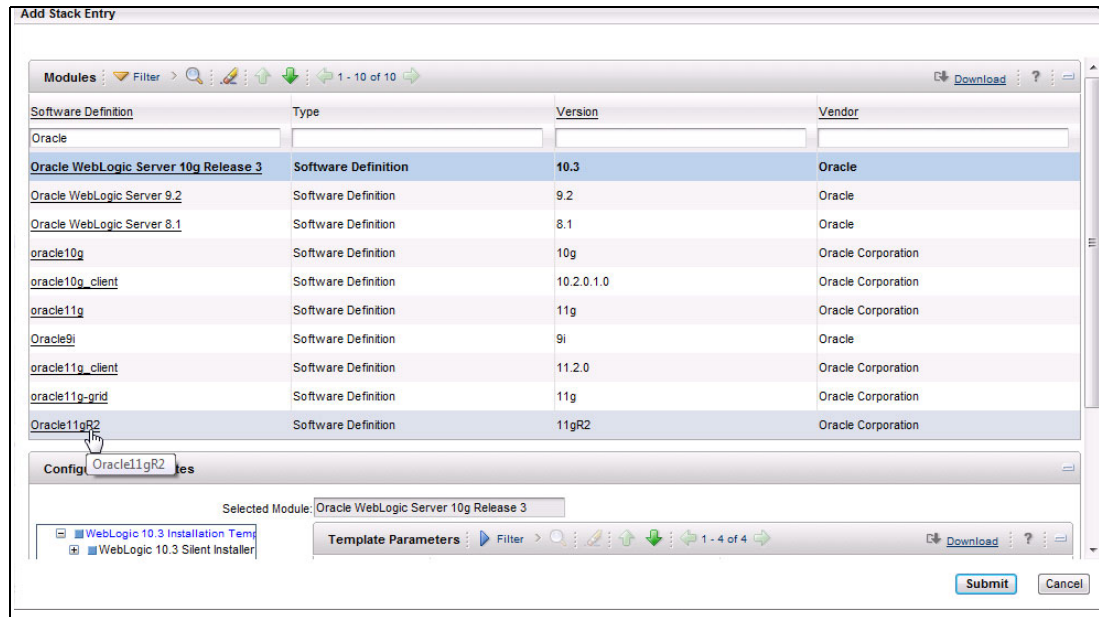 Add Stack Entry
Modules Filter 1 - 10 of 10 Download ?
Software Definition Type Version Vendor
Oracle
Oracle WebLogic Server 10g Release 3 Software Definition 10.3 Oracle
Oracle WebLogic Server 9.2 Software Definition 9.2 Oracle
Oracle WebLogic Server 8.1 Software Definition 8.1 Oracle
oracle10g Software Definition 10g Oracle Corporation
oracle10g_client Software Definition 10.2.0.1.0 Oracle Corporation
oracle11g Software Definition 11g Oracle Corporation
Oracle9i Software Definition 9i Oracle
oracle11g_client Software Definition 11.2.0 Oracle Corporation
oracle11g-grid Software Definition 11g Oracle Corporation
Oracle11gR2 Software Definition 11gR2 Oracle Corporation
Oracle11gR2
Selected Module: Oracle WebLogic Server 10g Release 3
WebLogic 10.3 Installation Temp
Template Parameters Filter 1 - 4 of 4 Download ?
WebLogic 10.3 Silent Installer
Submit Cancel